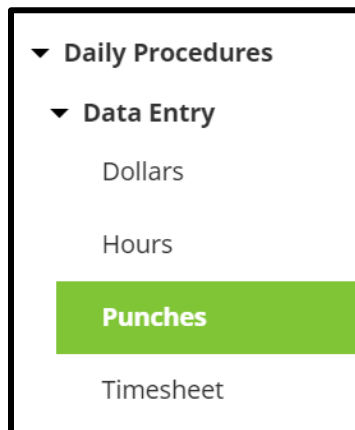 Daily Procedures
Data Entry
Dollars
Hours
Punches
Timesheet